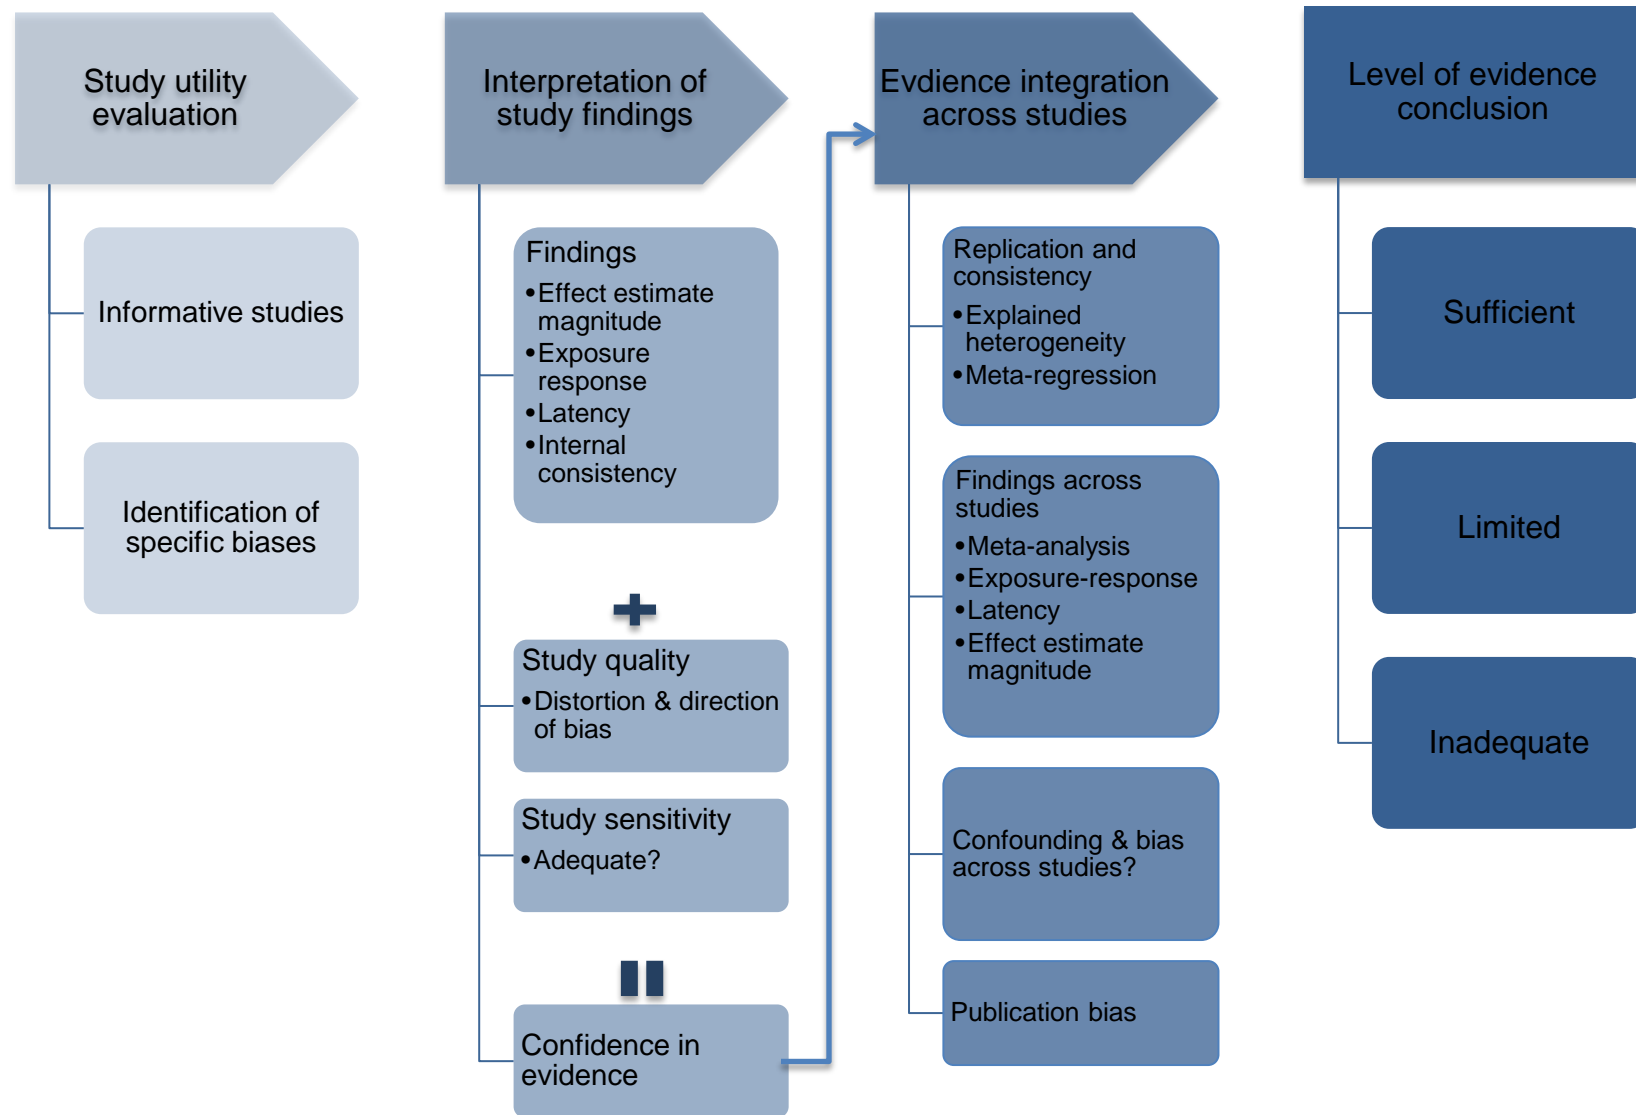 Study utility
evaluation
Informative studies
Identification of
specific biases
Interpretation of
study findings
Findings
•Effect estimate
magnitude
•Exposure
response
•Latency
•Internal
consistency
Study quality
•Distortion & direction
of bias
Study sensitivity
•Adequate?
Confidence in
evidence
Evdience integration
across studies
Replication and
consistency
•Explained
heterogeneity
•Meta-regression
Findings across
studies
•Meta-analysis
•Exposure-response
•Latency
•Effect estimate
magnitude
Confounding & bias
across studies?
Publication bias
Level of evidence
conclusion
Sufficient
Limited
Inadequate